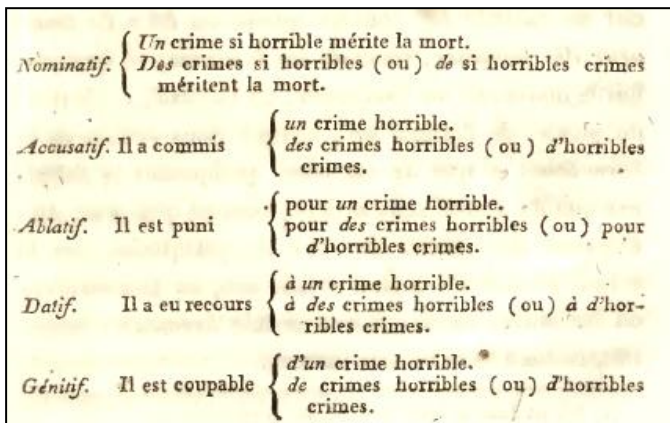 Nominatif. { Un crime si horrible mérite la mort.
Des crimes si horribles (ou) de si horribles crimes
méritent la mort.
Accusatif. Il a commis { un crime horrible.
des crimes horribles (ou) d'horribles
crimes.
Ablatif. Il est puni { pour un crime horrible.
pour des crimes horribles (ou) pour
d'horribles crimes.
Datif. Il a eu recours { à un crime horrible.
à des crimes horribles (ou) à d'hor-
ribles crimes.
Génitif. Il est coupable { d'un crime horrible.
de crimes horribles (ou) d'horribles
crimes.